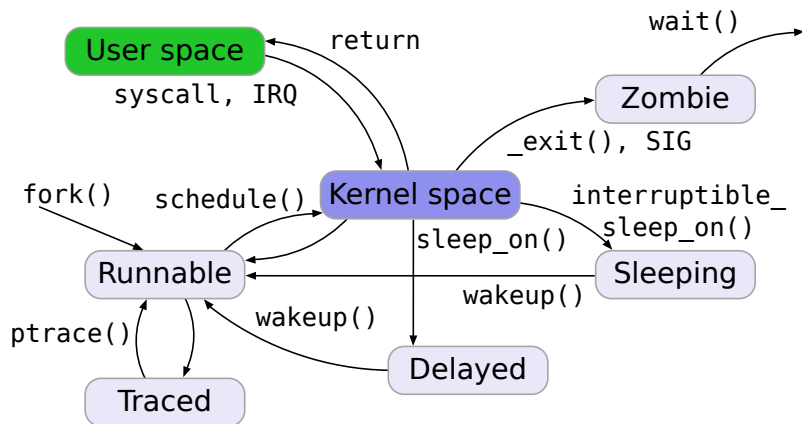 wait()
User space
return
syscall, IRQ
Zombie
_exit(), SIG
fork()
schedule()
Kernel space
interruptible_
sleep_on()
sleep_on()
Runnable
Sleeping
wakeup()
wakeup()
ptrace()
Delayed
Traced